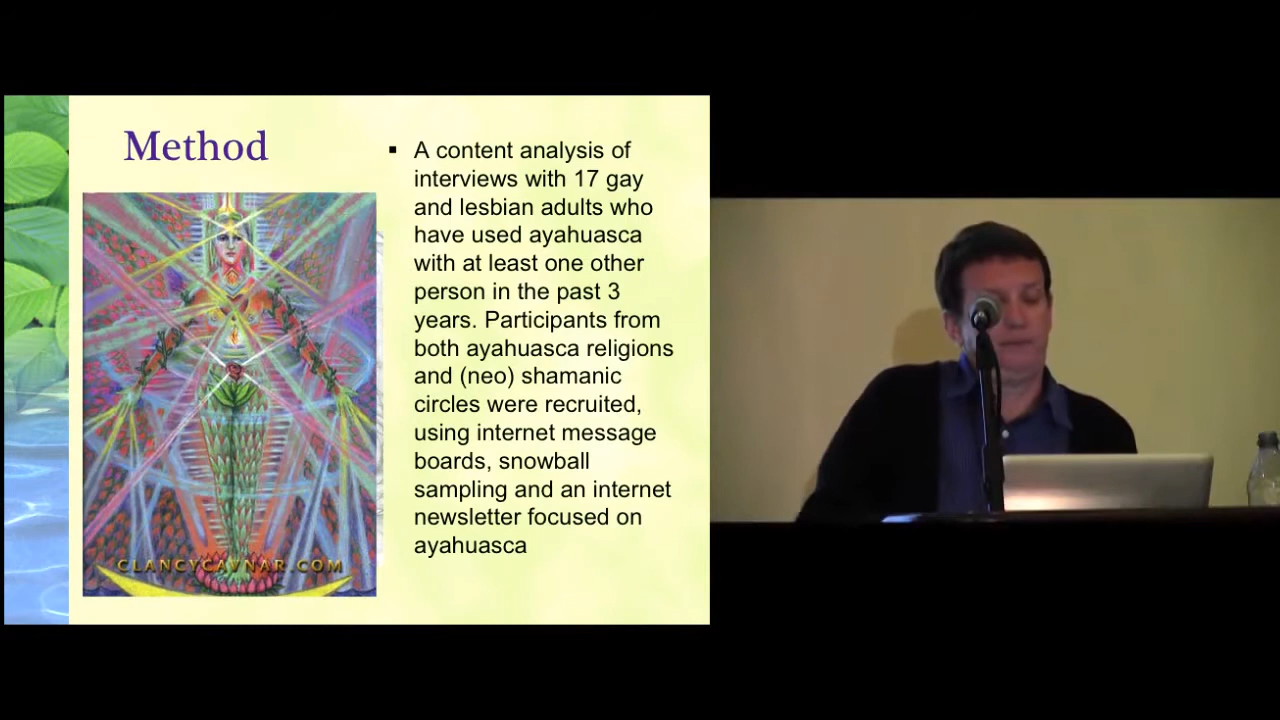 Method
▪ A content analysis of
interviews with 17 gay
and lesbian adults who
have used ayahuasca
with at least one other
person in the past 3
years. Participants from
both ayahuasca religions
and (neo) shamanic
circles were recruited,
using internet message
boards, snowball
sampling and an internet
newsletter focused on
ayahuasca
CLANCYCAVNAR.COM